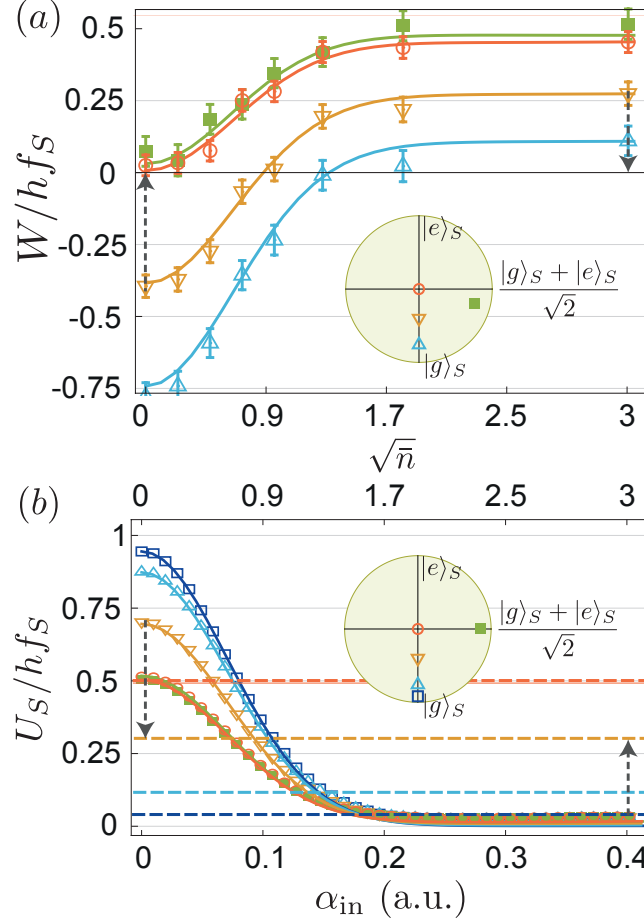 (a)
0.5
0.25
0
-0.25
-0.5
-0.75
W/hf_S
|e⟩_S
|g⟩_S + |e⟩_S
√2
|g⟩_S
0 0.9 1.7 2.5 3
√n̄
(b)
0 0.9 1.7 2.5 3
1
0.75
0.5
0.25
0
U_S/hf_S
|e⟩_S
|g⟩_S + |e⟩_S
√2
|g⟩_S
0 0.1 0.2 0.3 0.4
α_in (a.u.)